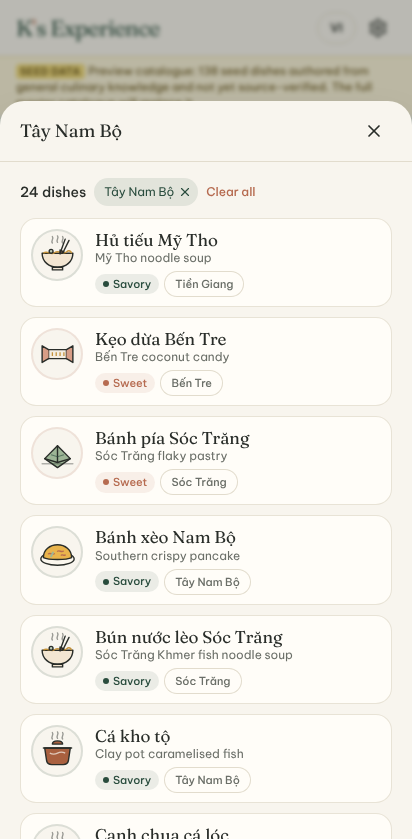 K's Experience
VI
SEED DATA Preview catalogue: 138 seed dishes authored from
general culinary knowledge and not yet source-verified. The full
Tây Nam Bộ
24 dishes Tây Nam Bộ Clear all
Hủ tiếu Mỹ Tho
Mỹ Tho noodle soup
Savory Tiền Giang
Kẹo dừa Bến Tre
Bến Tre coconut candy
Sweet Bến Tre
Bánh pía Sóc Trăng
Sóc Trăng flaky pastry
Sweet Sóc Trăng
Bánh xèo Nam Bộ
Southern crispy pancake
Savory Tây Nam Bộ
Bún nước lèo Sóc Trăng
Sóc Trăng Khmer fish noodle soup
Savory Sóc Trăng
Cá kho tộ
Clay pot caramelised fish
Savory Tây Nam Bộ
Canh chua cá lóc